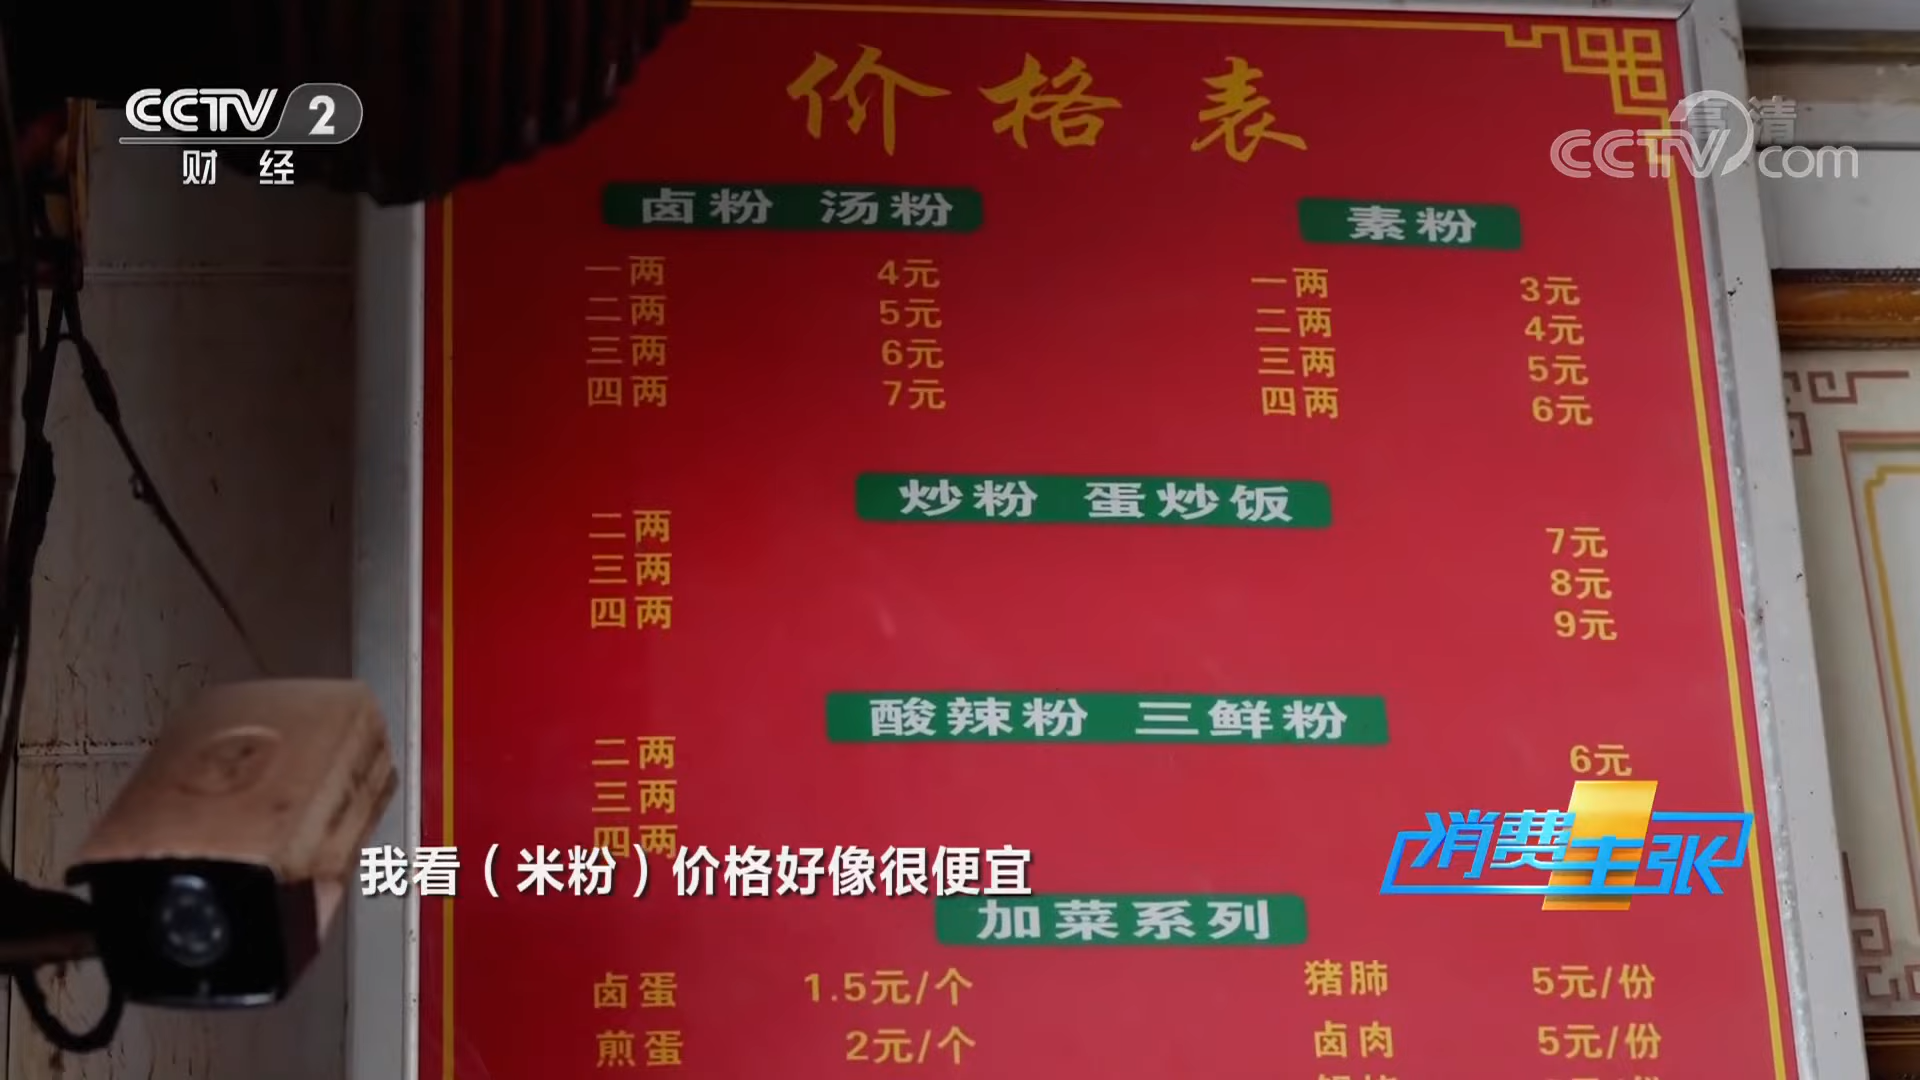 价格表
CCTV 2
财经
高清
CCTV.com
卤粉 汤粉
一两 4元
二两 5元
三两 6元
四两 7元
素粉
一两 3元
二两 4元
三两 5元
四两 6元
炒粉 蛋炒饭
二两 7元
三两 8元
四两 9元
酸辣粉 三鲜粉
二两 6元
三两
四两
消费主张
我看（米粉）价格好像很便宜
加菜系列
卤蛋 1.5元/个
煎蛋 2元/个
猪肺 5元/份
卤肉 5元/份